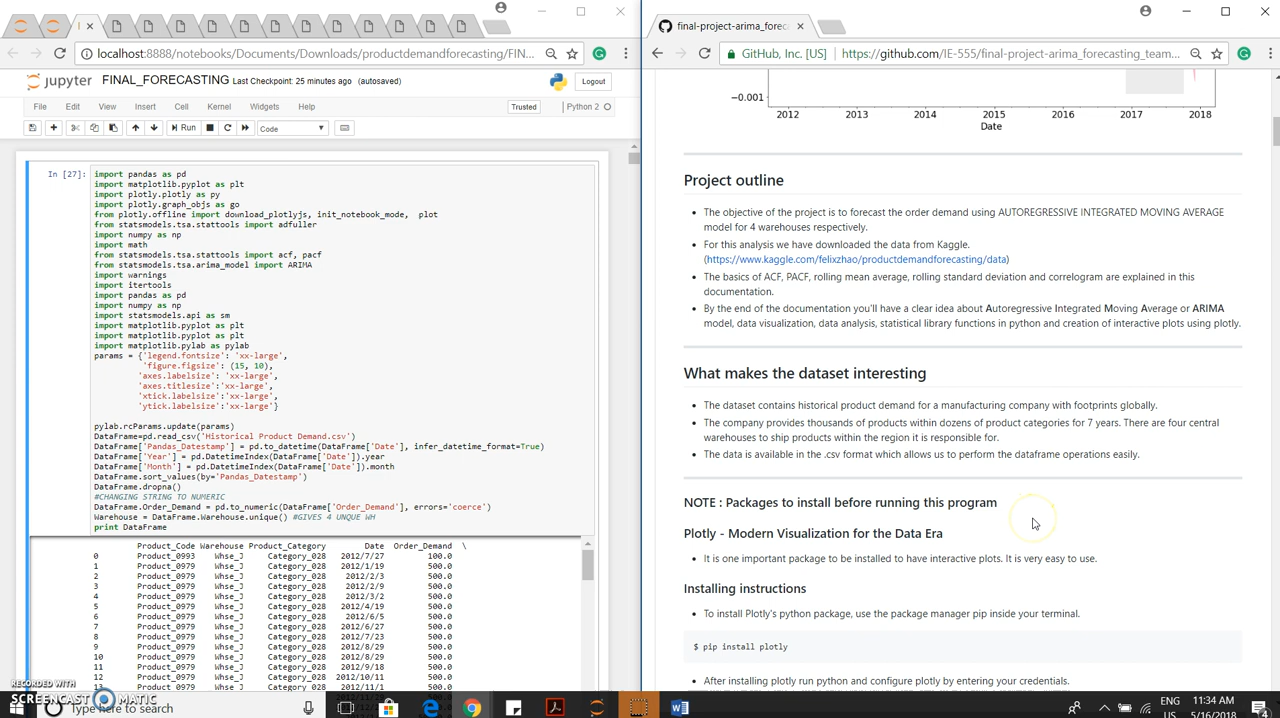 localhost:8888/notebooks/Documents/Downloads/productdemandforecasting/FIN...
jupyter FINAL_FORECASTING Last Checkpoint: 25 minutes ago (autosaved)
Logout
File Edit View Insert Cell Kernel Widgets Help
Trusted
Python 2
Run
Code
In [27]:
import pandas as pd
import matplotlib.pyplot as plt
import plotly.plotly as py
import plotly.graph_objs as go
from plotly.offline import download_plotlyjs, init_notebook_mode,  plot
from statsmodels.tsa.stattools import adfuller
import numpy as np
import math
from statsmodels.tsa.stattools import acf, pacf
from statsmodels.tsa.arima_model import ARIMA
import warnings
import itertools
import pandas as pd
import numpy as np
import statsmodels.api as sm
import matplotlib.pyplot as plt
import matplotlib.pyplot as plt
import matplotlib.pylab as pylab
params = {'legend.fontsize': 'xx-large',
'figure.figsize': (15, 10),
'axes.labelsize': 'xx-large',
'axes.titlesize':'xx-large',
'xtick.labelsize':'xx-large',
'ytick.labelsize':'xx-large'}
pylab.rcParams.update(params)
DataFrame=pd.read_csv('Historical Product Demand.csv')
DataFrame['Pandas_Datestamp'] = pd.to_datetime(DataFrame['Date'], infer_datetime_format=True)
DataFrame['Year'] = pd.DatetimeIndex(DataFrame['Date']).year
DataFrame['Month'] = pd.DatetimeIndex(DataFrame['Date']).month
DataFrame.sort_values(by='Pandas_Datestamp')
DataFrame.dropna()
#CHANGING STRING TO NUMERIC
DataFrame.Order_Demand = pd.to_numeric(DataFrame['Order_Demand'], errors='coerce')
Warehouse = DataFrame.Warehouse.unique() #GIVES 4 UNQUE WH
print DataFrame
Product_Code Warehouse Product_Category Date Order_Demand \
0 Product_0993 Whse_J Category_028 2012/7/27 100.0
1 Product_0979 Whse_J Category_028 2012/1/19 500.0
2 Product_0979 Whse_J Category_028 2012/2/3 500.0
3 Product_0979 Whse_J Category_028 2012/2/9 500.0
4 Product_0979 Whse_J Category_028 2012/3/2 500.0
5 Product_0979 Whse_J Category_028 2012/4/19 500.0
6 Product_0979 Whse_J Category_028 2012/6/5 500.0
7 Product_0979 Whse_J Category_028 2012/6/27 500.0
8 Product_0979 Whse_J Category_028 2012/7/23 500.0
9 Product_0979 Whse_J Category_028 2012/8/29 500.0
10 Product_0979 Whse_J Category_028 2012/8/29 500.0
11 Product_0979 Whse_J Category_028 2012/9/18 500.0
12 Product_0979 Whse_J Category_028 2012/10/11 500.0
13 Product_0979 Whse_J Category_028 2012/11/1 500.0
RECORDED WITH
SCREENCAST MATIC
final-project-arima_forec
GitHub, Inc. [US] https://github.com/IE-555/final-project-arima_forecasting_team...
−0.001
2012 2013 2014 2015 2016 2017 2018
Date
Project outline
The objective of the project is to forecast the order demand using AUTOREGRESSIVE INTEGRATED MOVING AVERAGE
model for 4 warehouses respectively.
For this analysis we have downloaded the data from Kaggle.
(https://www.kaggle.com/felixzhao/productdemandforecasting/data)
The basics of ACF, PACF, rolling mean average, rolling standard deviation and correlogram are explained in this
documentation.
By the end of the documentation you'll have a clear idea about Autoregressive Integrated Moving Average or ARIMA
model, data visualization, data analysis, statistical library functions in python and creation of interactive plots using plotly.
What makes the dataset interesting
The dataset contains historical product demand for a manufacturing company with footprints globally.
The company provides thousands of products within dozens of product categories for 7 years. There are four central
warehouses to ship products within the region it is responsible for.
The data is available in the .csv format which allows us to perform the dataframe operations easily.
NOTE : Packages to install before running this program
Plotly - Modern Visualization for the Data Era
It is one important package to be installed to have interactive plots. It is very easy to use.
Installing instructions
To install Plotly's python package, use the package manager pip inside your terminal.
$ pip install plotly
After installing plotly run python and configure plotly by entering your credentials.
Type here to search
ENG
US
11:34 AM
5/16/2018
4